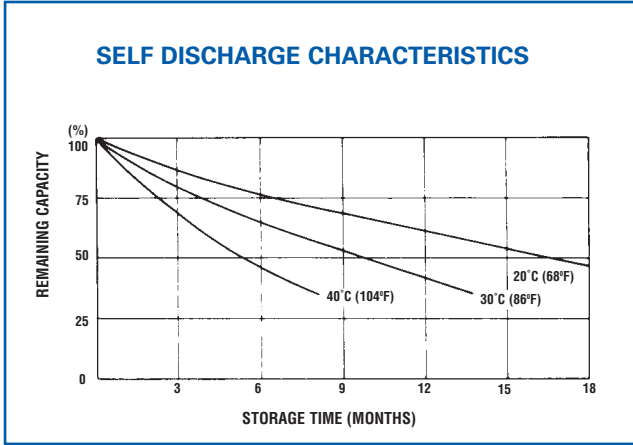 SELF DISCHARGE CHARACTERISTICS
(%)
100
75
50
25
0
REMAINING CAPACITY
20°C (68°F)
30°C (86°F)
40°C (104°F)
3 6 9 12 15 18
STORAGE TIME (MONTHS)